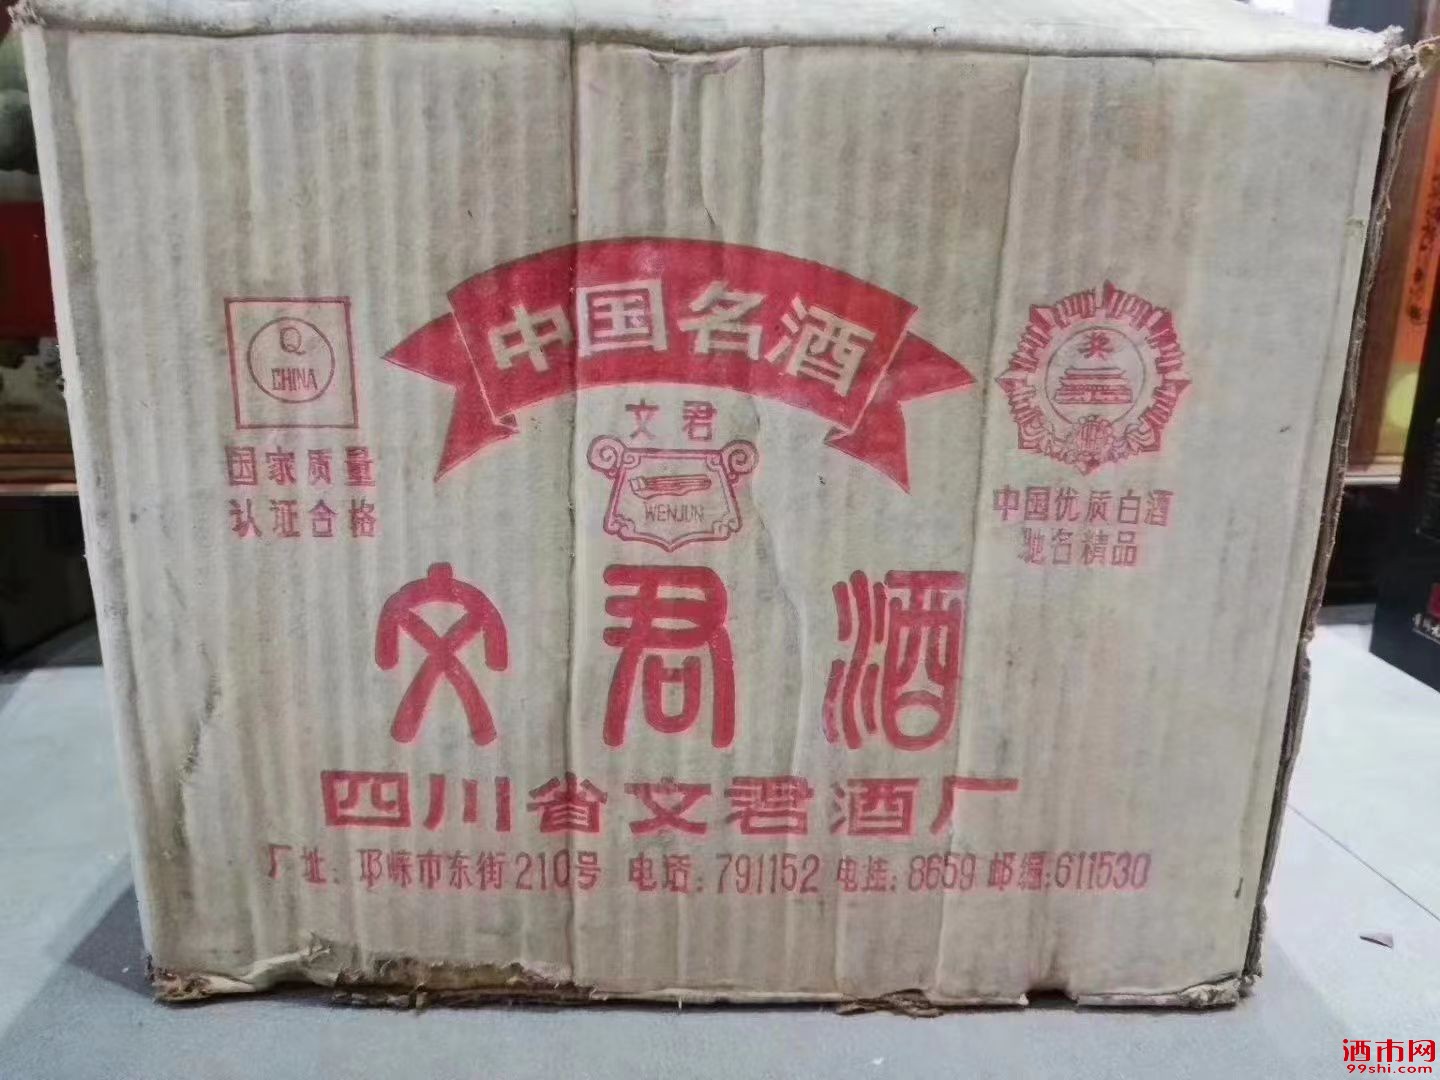 中国名酒
文君
WENJUN
Q
CHINA
国家质量
认证合格
奖
中国优质白酒
驰名精品
文君酒
四川省文君酒厂
厂址:邛崃市东街210号 电话:791152 电挂:8659 邮编:611530
酒市网
99shi.com